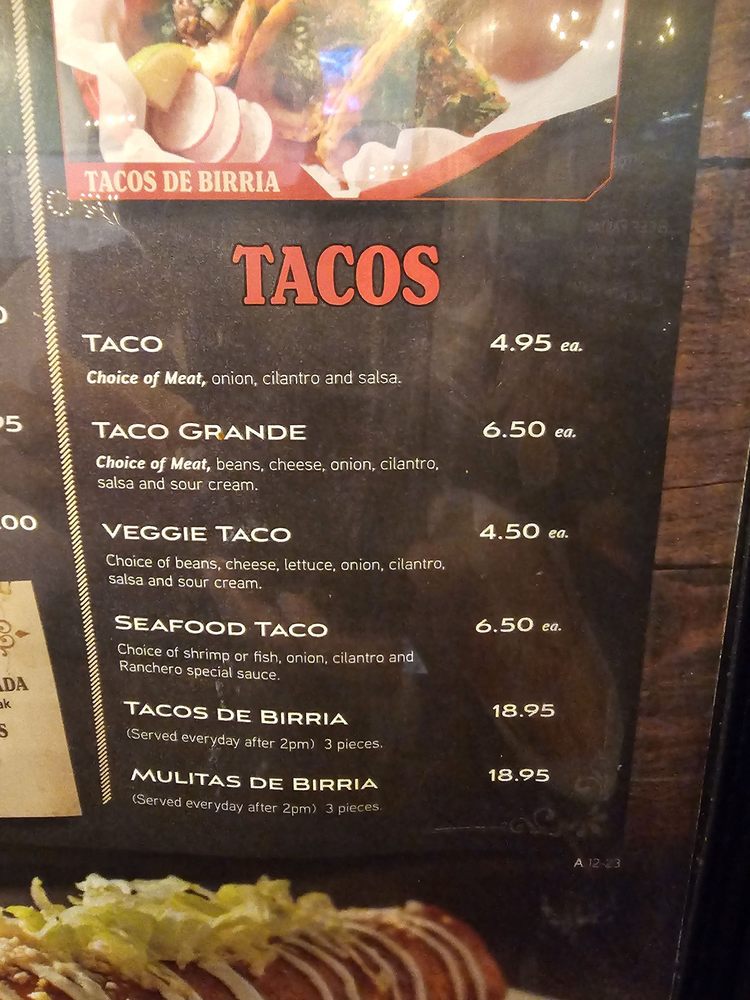 TACOS DE BIRRIA
TACOS
TACO 4.95 ea.
Choice of Meat, onion, cilantro and salsa.
TACO GRANDE 6.50 ea.
Choice of Meat, beans, cheese, onion, cilantro,
salsa and sour cream.
VEGGIE TACO 4.50 ea.
Choice of beans, cheese, lettuce, onion, cilantro,
salsa and sour cream.
SEAFOOD TACO 6.50 ea.
Choice of shrimp or fish, onion, cilantro and
Ranchero special sauce.
TACOS DE BIRRIA 18.95
(Served everyday after 2pm) 3 pieces.
MULITAS DE BIRRIA 18.95
(Served everyday after 2pm) 3 pieces.
A 12-23